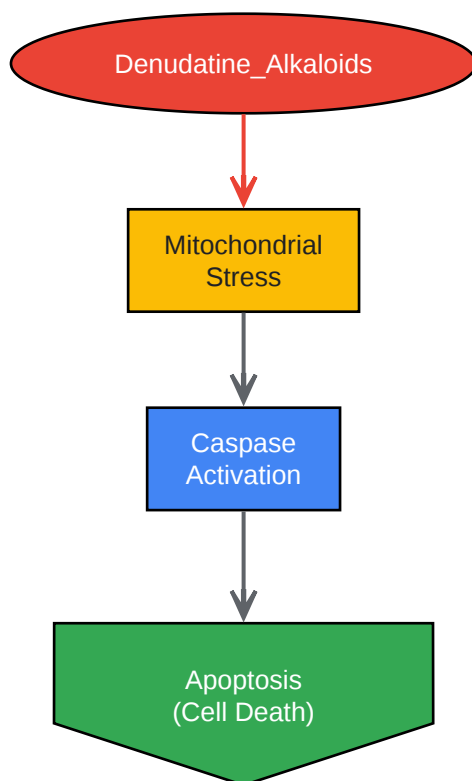 Denudatine_Alkaloids
Mitochondrial
Stress
Caspase
Activation
Apoptosis
(Cell Death)